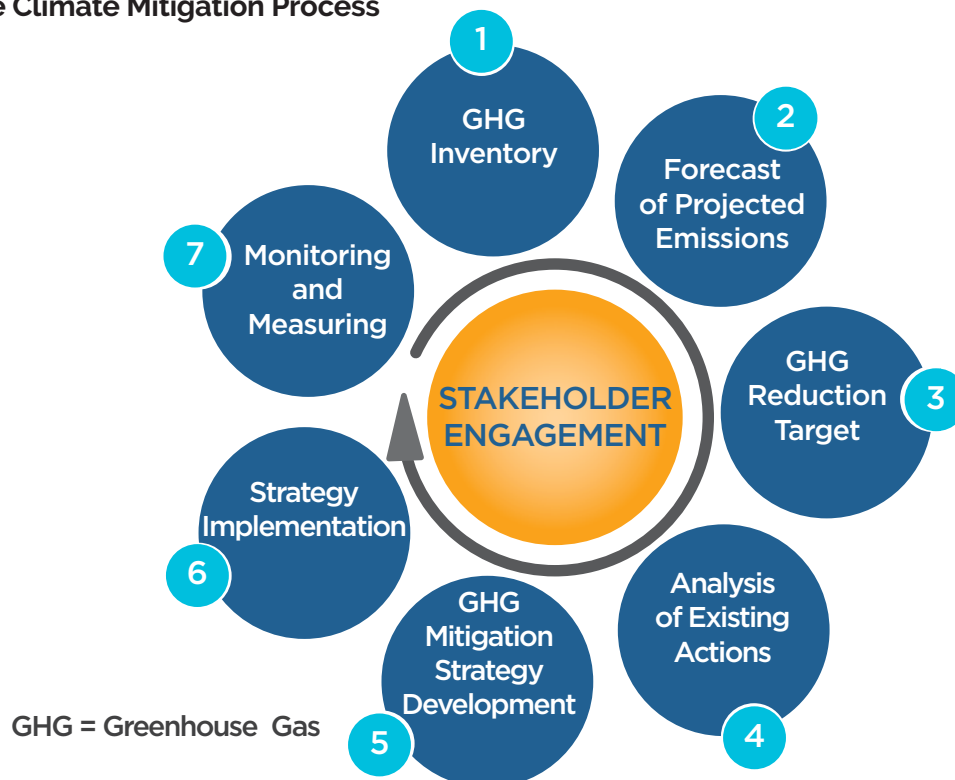 Climate Mitigation Process
1
GHG
Inventory
2
Forecast
of Projected
Emissions
3
GHG
Reduction
Target
4
Analysis
of Existing
Actions
5
GHG
Mitigation
Strategy
Development
6
Strategy
Implementation
7
Monitoring
and
Measuring
STAKEHOLDER
ENGAGEMENT
GHG = Greenhouse Gas